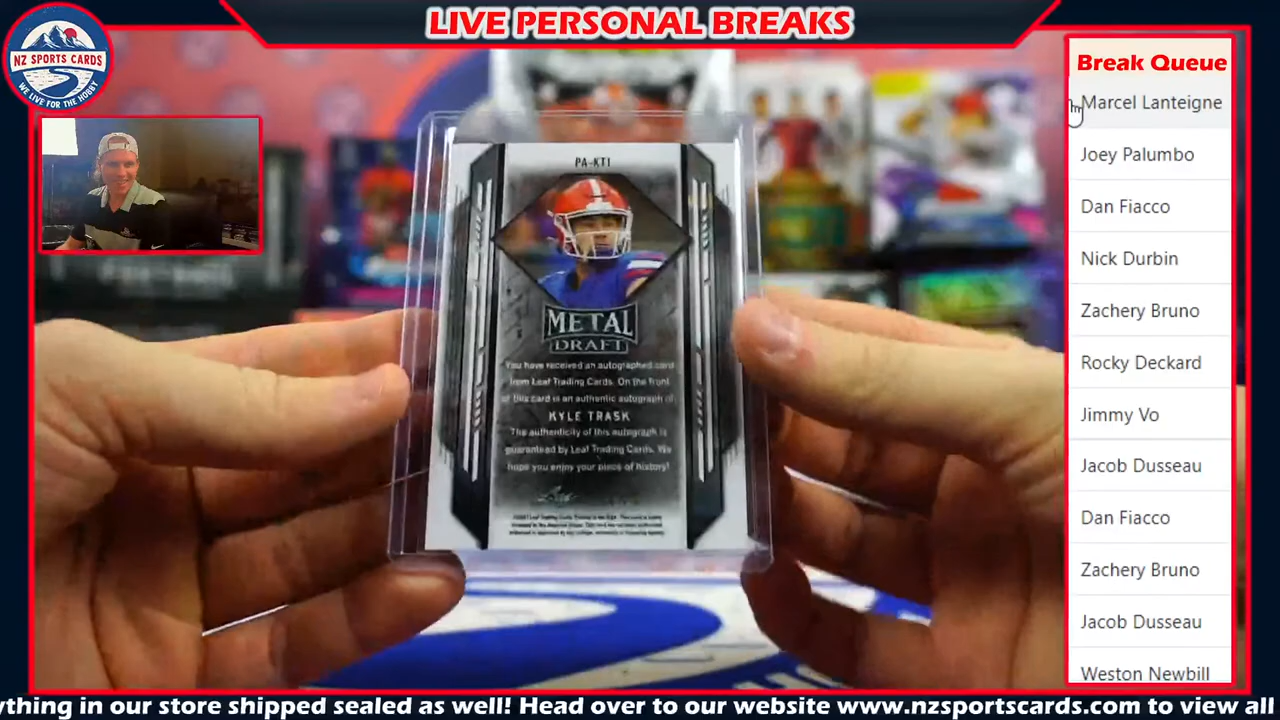 LIVE PERSONAL BREAKS
NZ SPORTS CARDS
WE LIVE FOR THE HOBBY
Break Queue
Marcel Lanteigne
Joey Palumbo
Dan Fiacco
Nick Durbin
Zachery Bruno
Rocky Deckard
Jimmy Vo
Jacob Dusseau
Dan Fiacco
Zachery Bruno
Jacob Dusseau
Weston Newbill
PA-KT1
METAL
DRAFT
You have received an autographed card
from Leaf Trading Cards. On the front
of this card is an authentic autograph of
KYLE TRASK
The authenticity of this autograph is
guaranteed by Leaf Trading Cards. We
hope you enjoy your piece of history!
Leaf
ything in our store shipped sealed as well! Head over to our website www.nzsportscards.com to view all